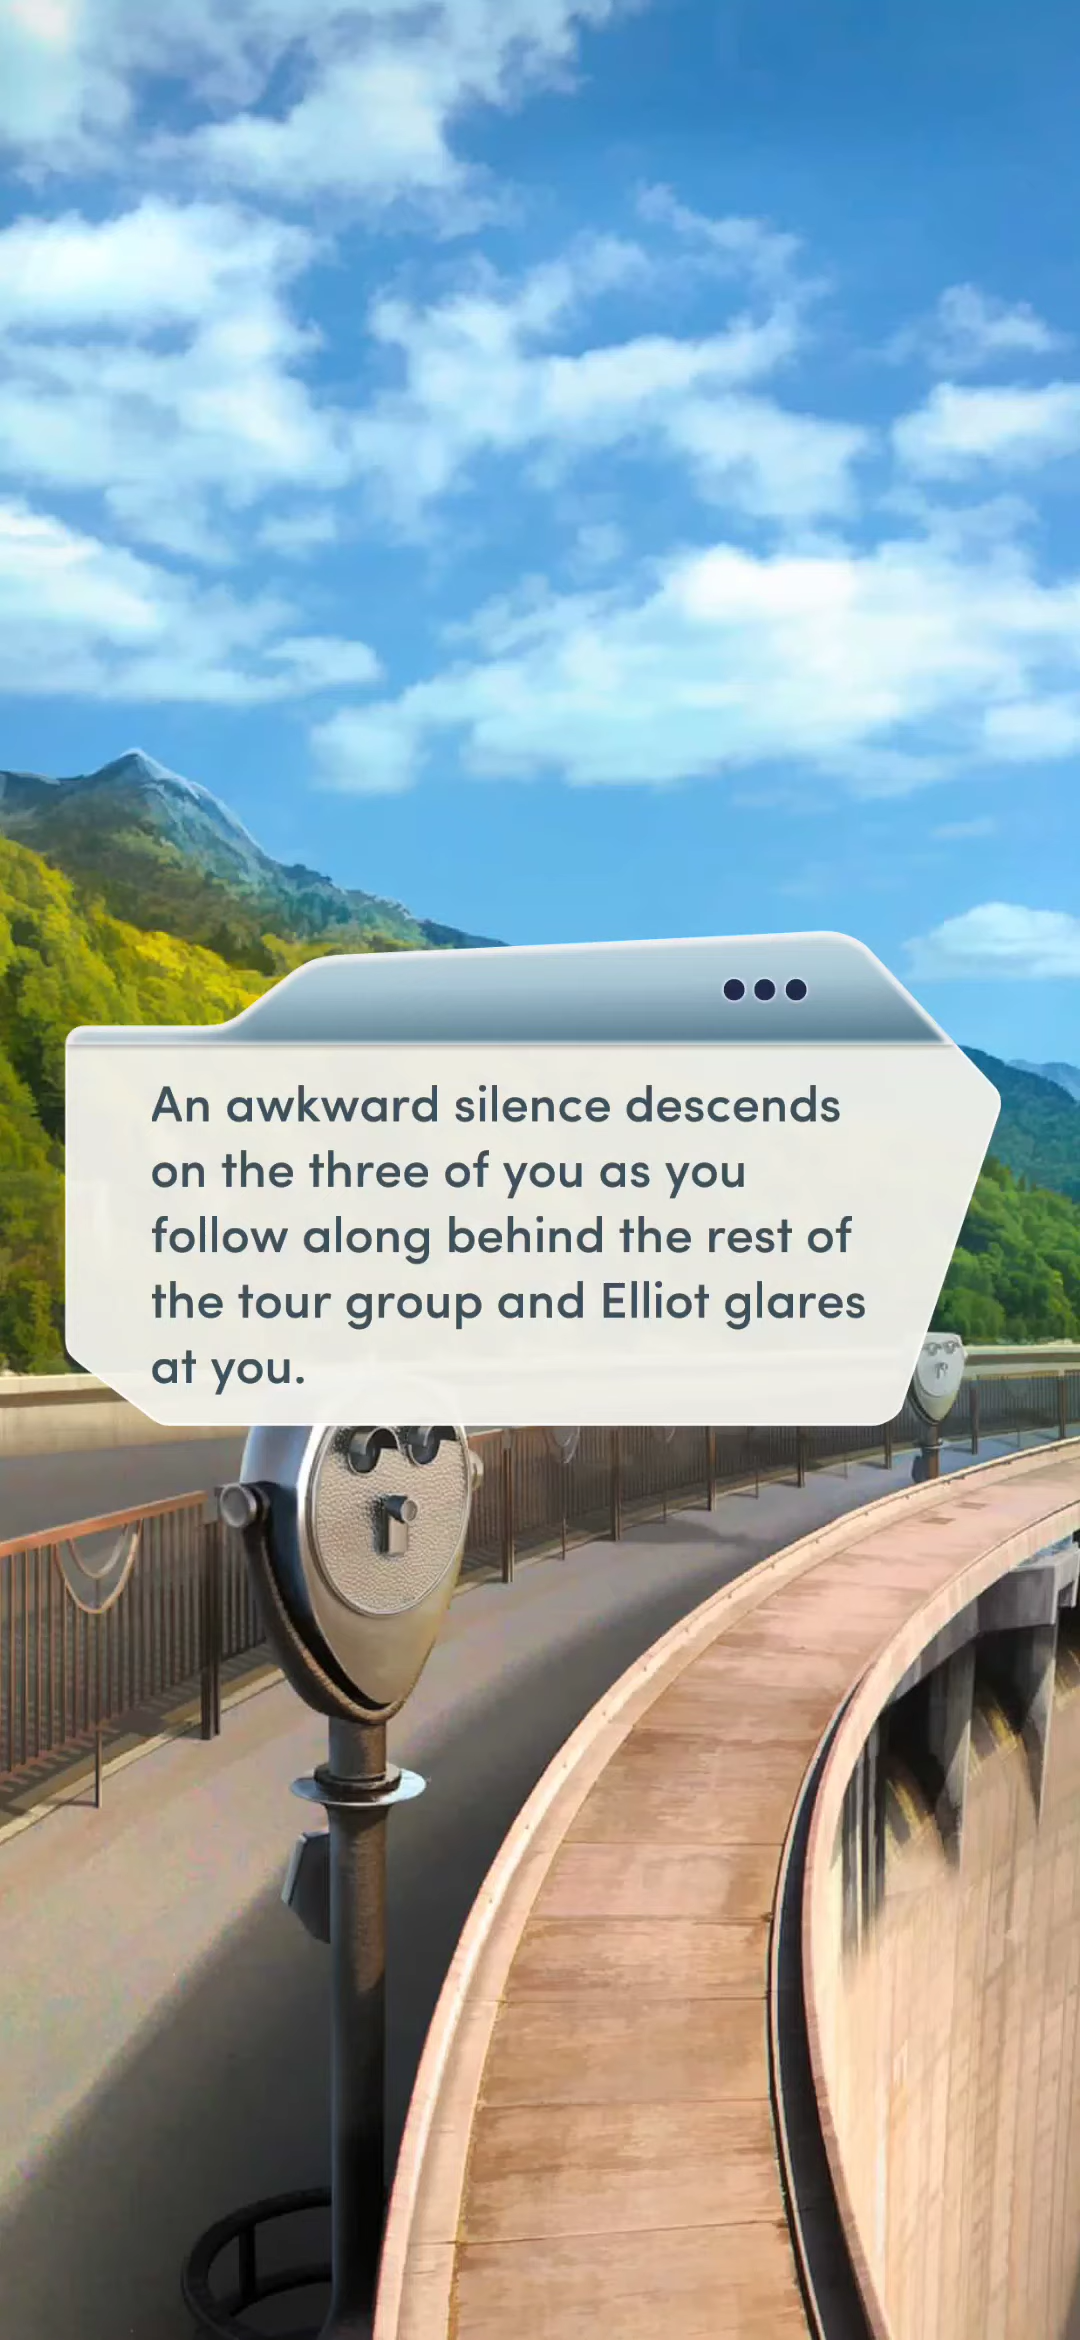 An awkward silence descends
on the three of you as you
follow along behind the rest of
the tour group and Elliot glares
at you.